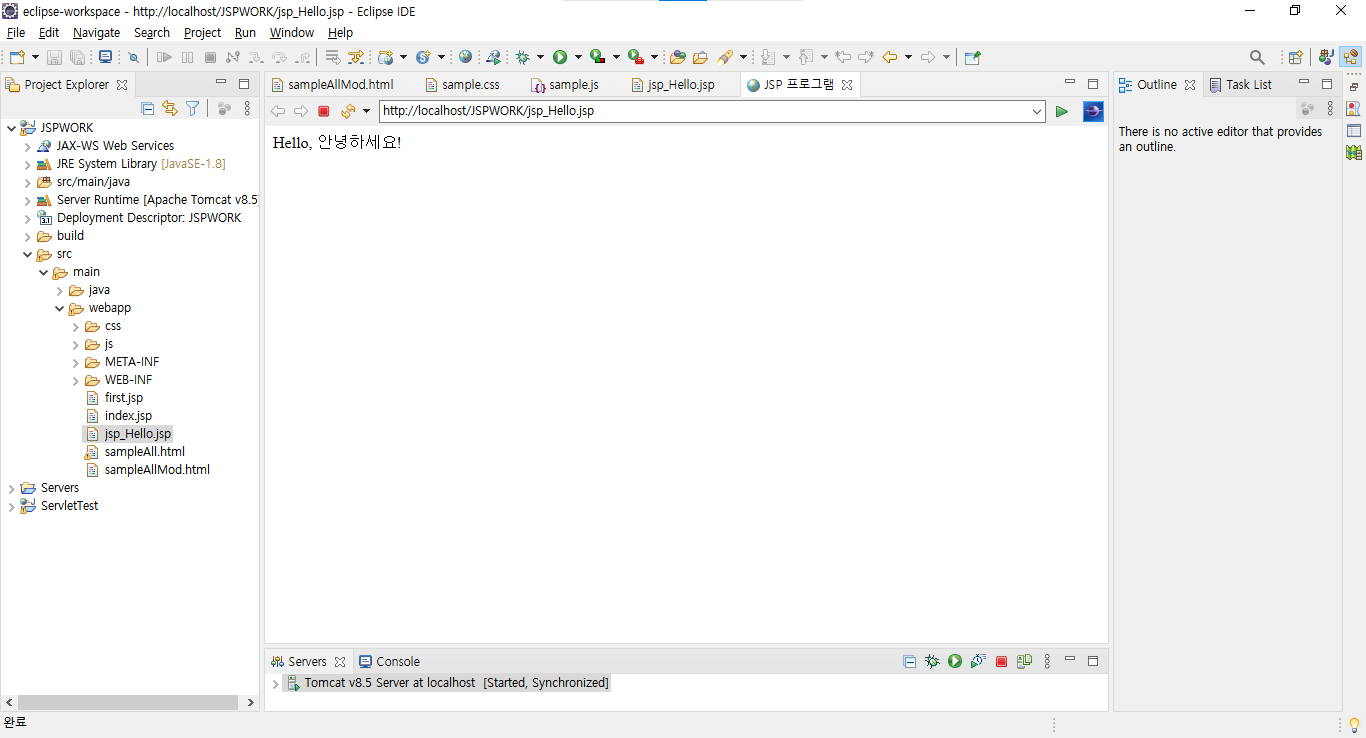 eclipse-workspace - http://localhost/JSPWORK/jsp_Hello.jsp - Eclipse IDE
File Edit Navigate Search Project Run Window Help
Project Explorer
JSPWORK
JAX-WS Web Services
JRE System Library [JavaSE-1.8]
src/main/java
Server Runtime [Apache Tomcat v8.5]
3.1 Deployment Descriptor: JSPWORK
build
src
main
java
webapp
css
js
META-INF
WEB-INF
first.jsp
index.jsp
jsp_Hello.jsp
sampleAll.html
sampleAllMod.html
Servers
ServletTest
sampleAllMod.html sample.css sample.js jsp_Hello.jsp JSP 프로그램
http://localhost/JSPWORK/jsp_Hello.jsp
Hello, 안녕하세요!
Servers Console
Tomcat v8.5 Server at localhost [Started, Synchronized]
Outline Task List
There is no active editor that provides
an outline.
완료